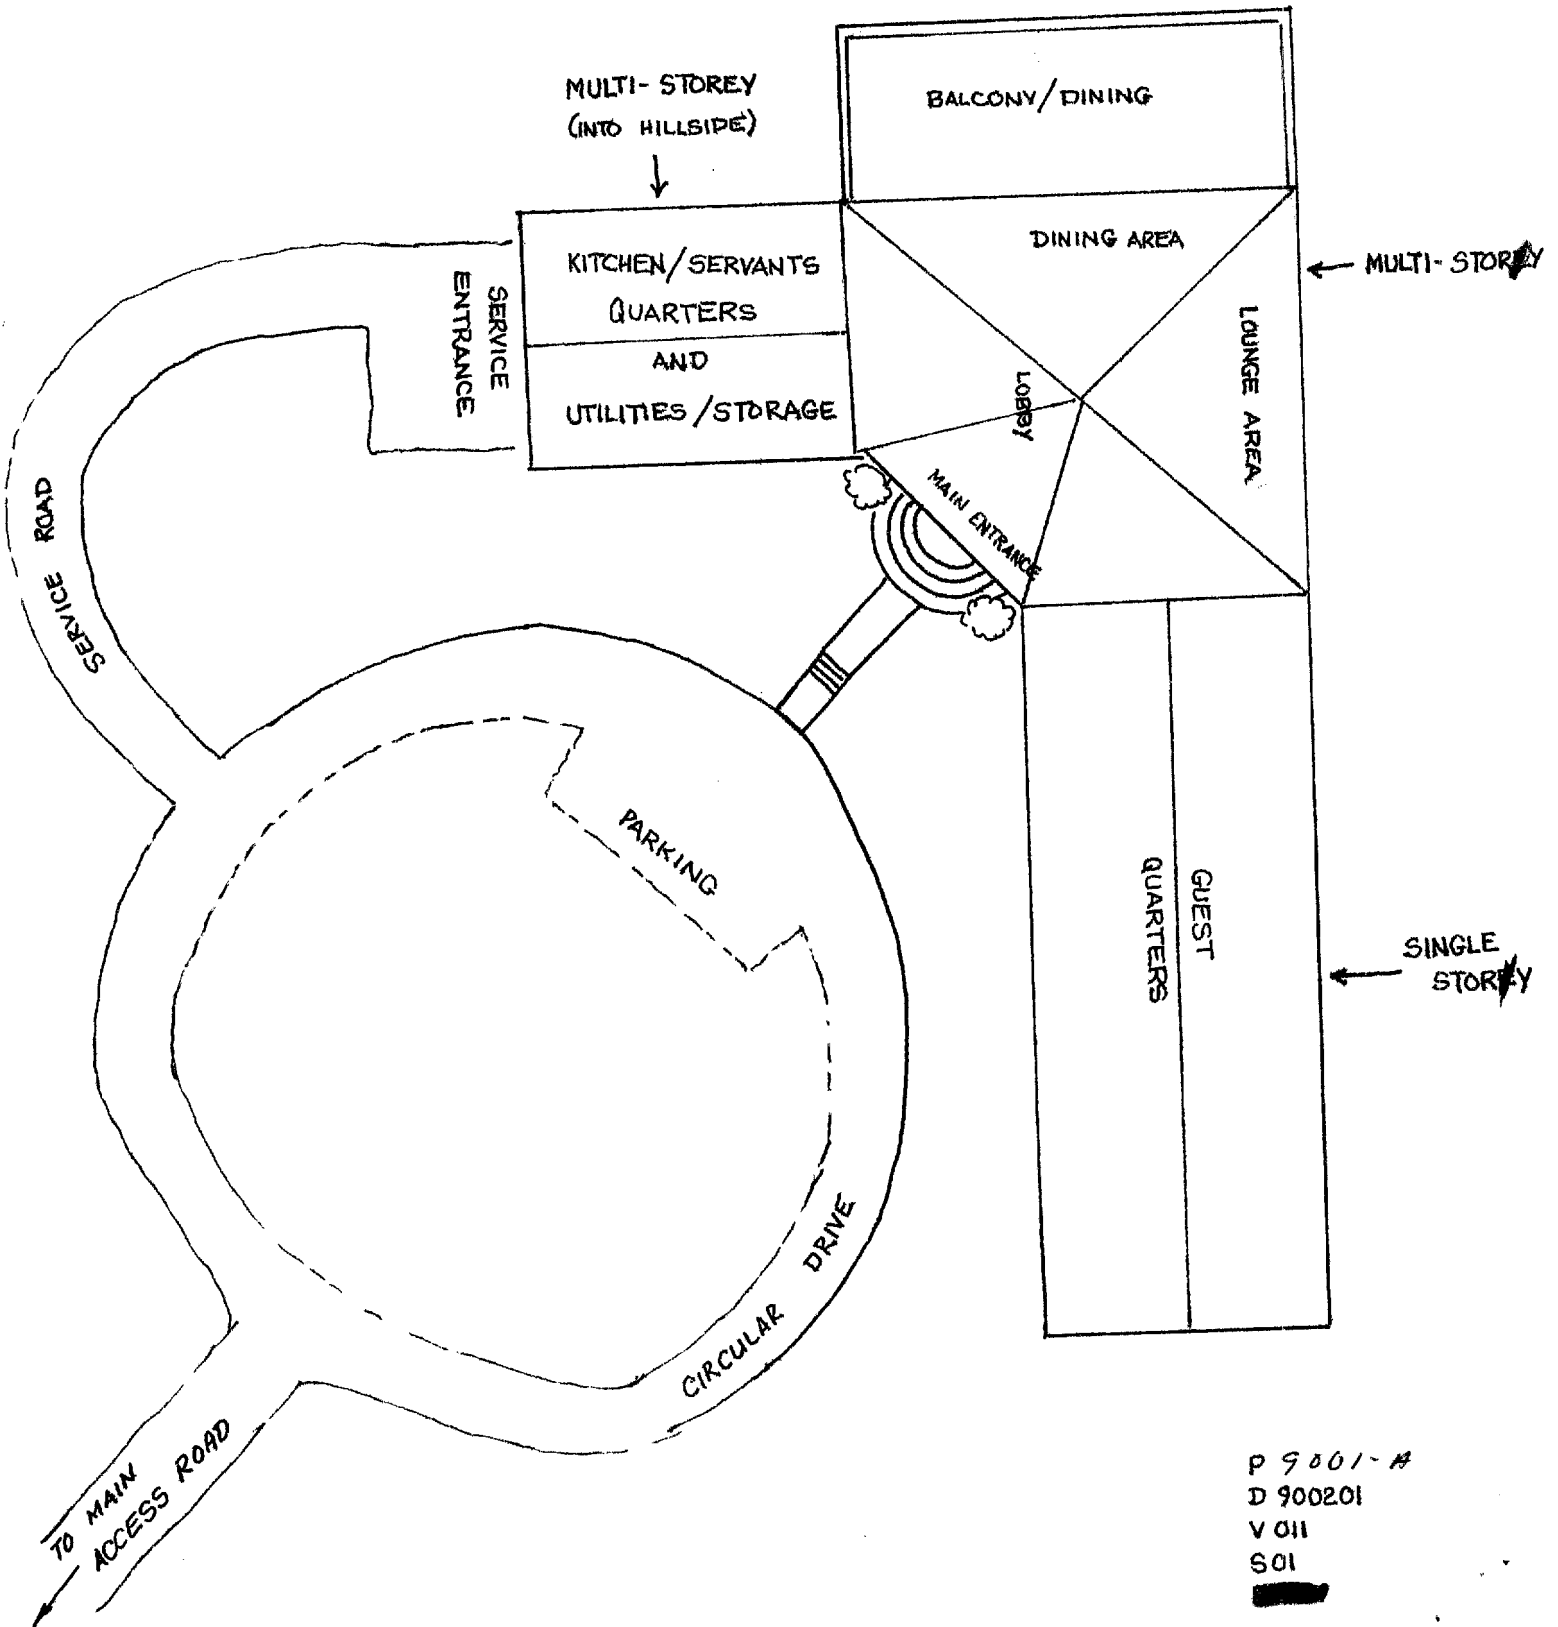 MULTI-STOREY
(INTO HILLSIDE)
BALCONY/DINING
DINING AREA
MULTI-STOREY
KITCHEN/SERVANTS
QUARTERS
AND
UTILITIES/STORAGE
SERVICE
ENTRANCE
LOUNGE AREA
LOBBY
MAIN ENTRANCE
SERVICE ROAD
PARKING
GUEST
QUARTERS
SINGLE
STOREY
CIRCULAR DRIVE
TO MAIN
ACCESS ROAD
P 9001-A
D 900201
V 011
S 01